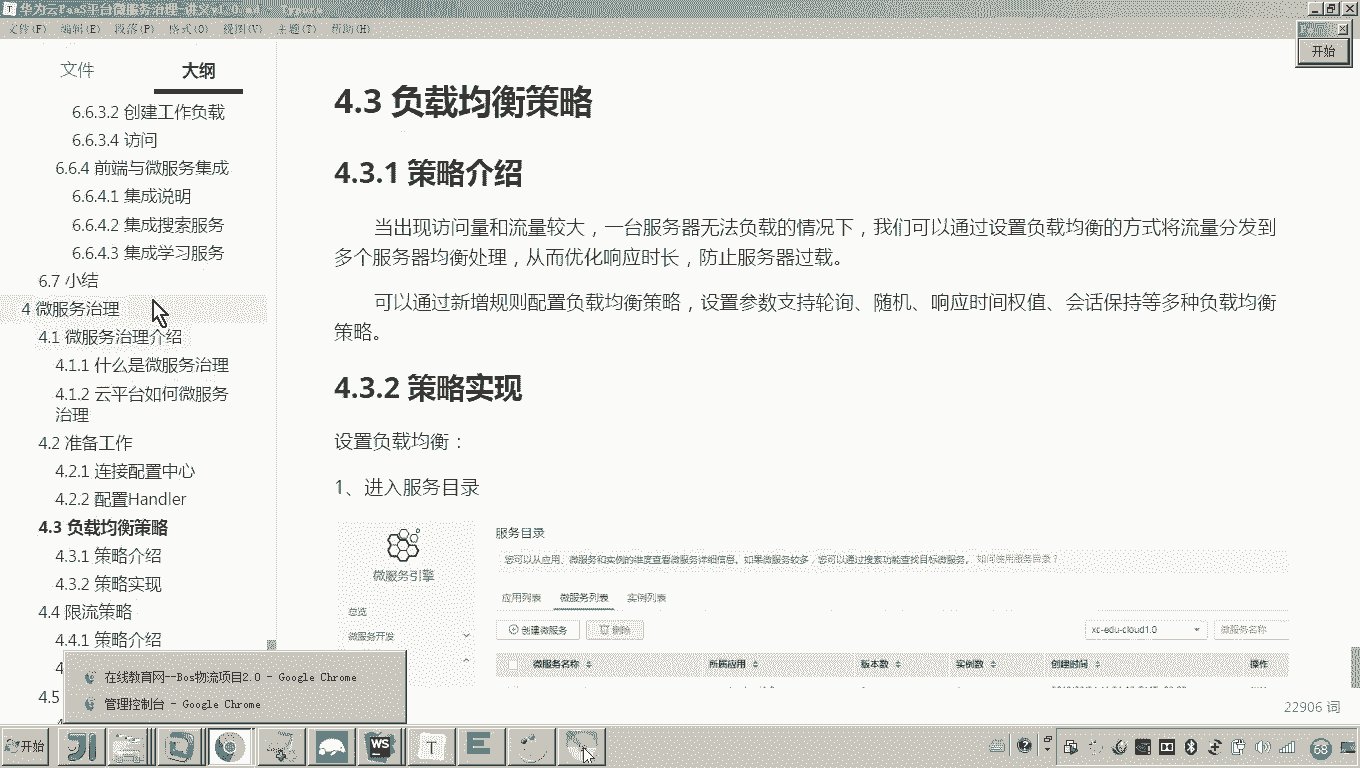 华为云PaaS平台微服务治理-讲义v1.0.md - Typora
文件(F) 编辑(E) 段落(P) 格式(O) 视图(V) 主题(T) 帮助(H)
开始
文件 大纲
6.6.3.2 创建工作负载
6.6.3.4 访问
6.6.4 前端与微服务集成
6.6.4.1 集成说明
6.6.4.2 集成搜索服务
6.6.4.3 集成学习服务
6.7 小结
4 微服务治理
4.1 微服务治理介绍
4.1.1 什么是微服务治理
4.1.2 云平台如何微服务
治理
4.2 准备工作
4.2.1 连接配置中心
4.2.2 配置Handler
4.3 负载均衡策略
4.3.1 策略介绍
4.3.2 策略实现
4.4 限流策略
4.4.1 策略介绍
4.5
4.3 负载均衡策略
4.3.1 策略介绍
当出现访问量和流量较大，一台服务器无法负载的情况下，我们可以通过设置负载均衡的方式将流量分发到
多个服务器均衡处理，从而优化响应时长，防止服务器过载。
可以通过新增规则配置负载均衡策略，设置参数支持轮询、随机、响应时间权值、会话保持等多种负载均衡
策略。
4.3.2 策略实现
设置负载均衡：
1、进入服务目录
微服务引擎
总览
微服务开发
服务目录
您可以从应用、微服务和实例的维度查看微服务详细信息。如果微服务较多，您可以通过搜索功能查找目标微服务。 如何使用服务目录？
应用列表 微服务列表 实例列表
创建微服务 删除 xc-edu-cloud1.0 微服务名称
微服务名称 所属应用 版本数 实例数 创建时间 操作
22906 词
在线教育网--Bos物流项目2.0 - Google Chrome
管理控制台 - Google Chrome
开始
WS
T
68